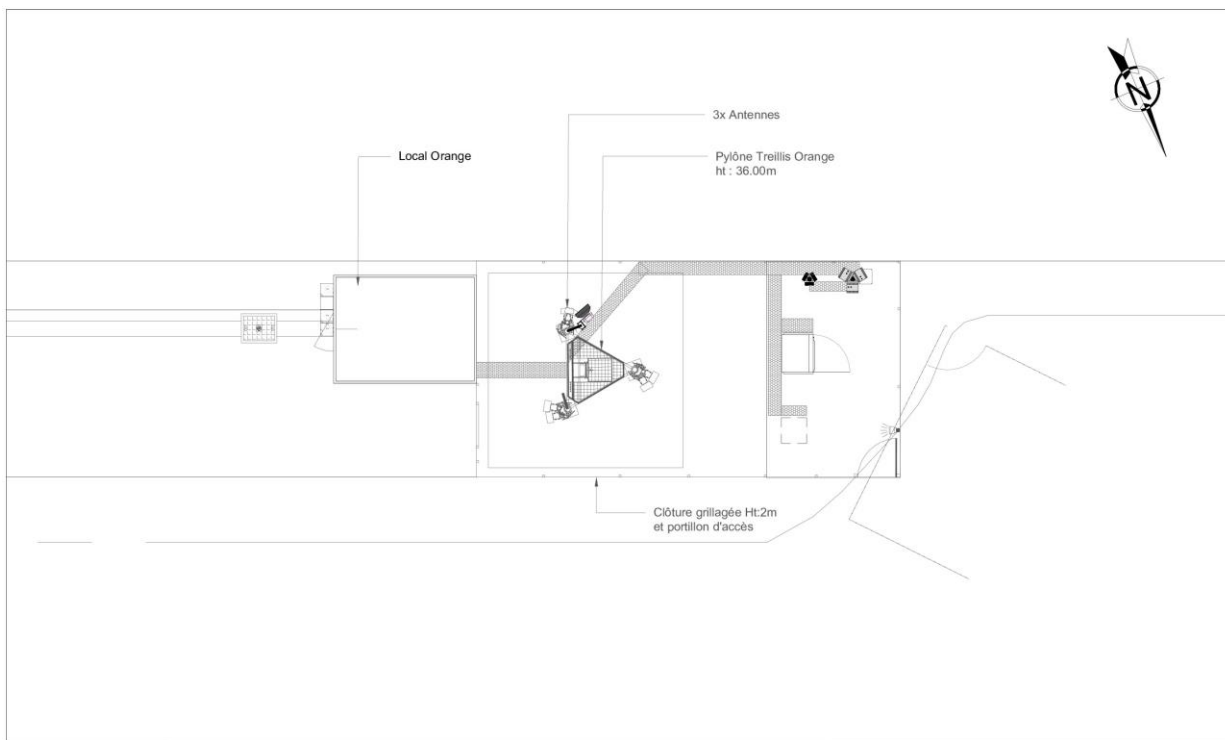 N
3x Antennes
Local Orange
Pylône Treillis Orange
ht : 36.00m
Clôture grillagée Ht:2m
et portillon d'accès